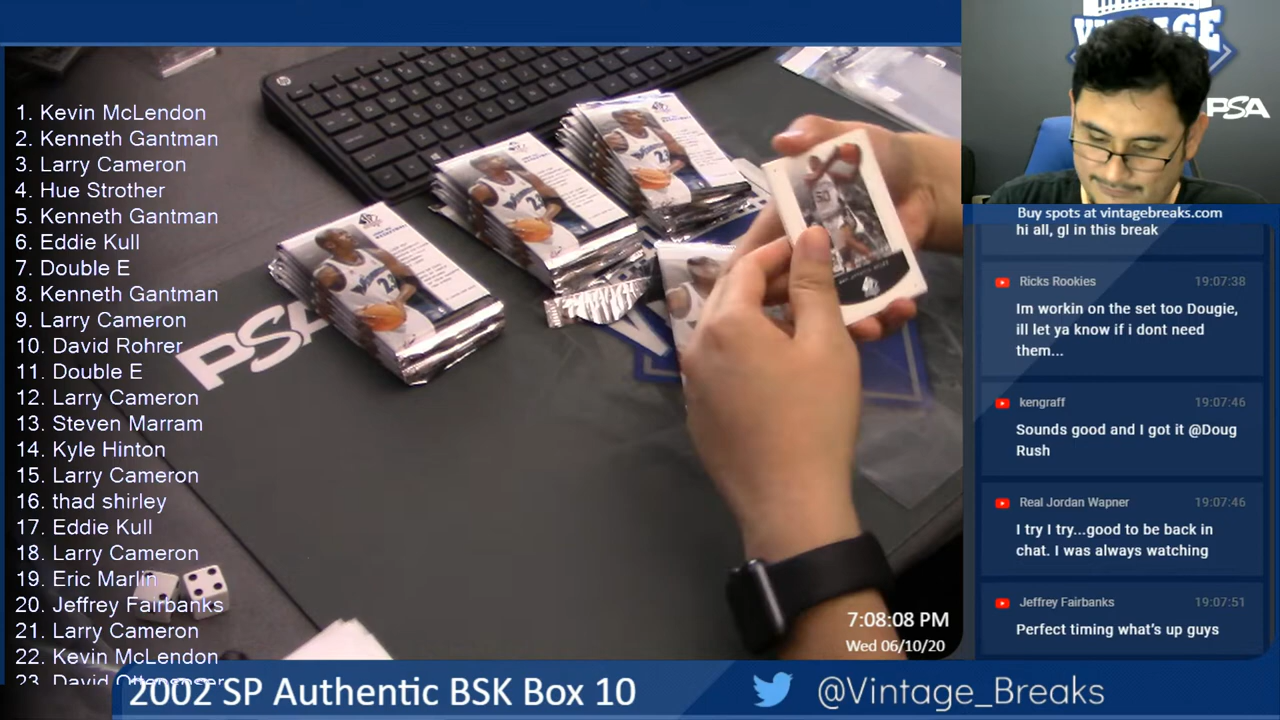 1. Kevin McLendon
2. Kenneth Gantman
3. Larry Cameron
4. Hue Strother
5. Kenneth Gantman
6. Eddie Kull
7. Double E
8. Kenneth Gantman
9. Larry Cameron
10. David Rohrer
11. Double E
12. Larry Cameron
13. Steven Marram
14. Kyle Hinton
15. Larry Cameron
16. thad shirley
17. Eddie Kull
18. Larry Cameron
19. Eric Marlin
20. Jeffrey Fairbanks
21. Larry Cameron
22. Kevin McLendon
23. David
PSA
7:08:08 PM
Wed 06/10/20
VINTAGE
PSA
Buy spots at vintagebreaks.com
hi all, gl in this break
Ricks Rookies 19:07:38
Im workin on the set too Dougie,
ill let ya know if i dont need
them...
kengraff 19:07:46
Sounds good and I got it @Doug
Rush
Real Jordan Wapner 19:07:46
I try I try...good to be back in
chat. I was always watching
Jeffrey Fairbanks 19:07:51
Perfect timing what's up guys
2002 SP Authentic BSK Box 10
@Vintage_Breaks